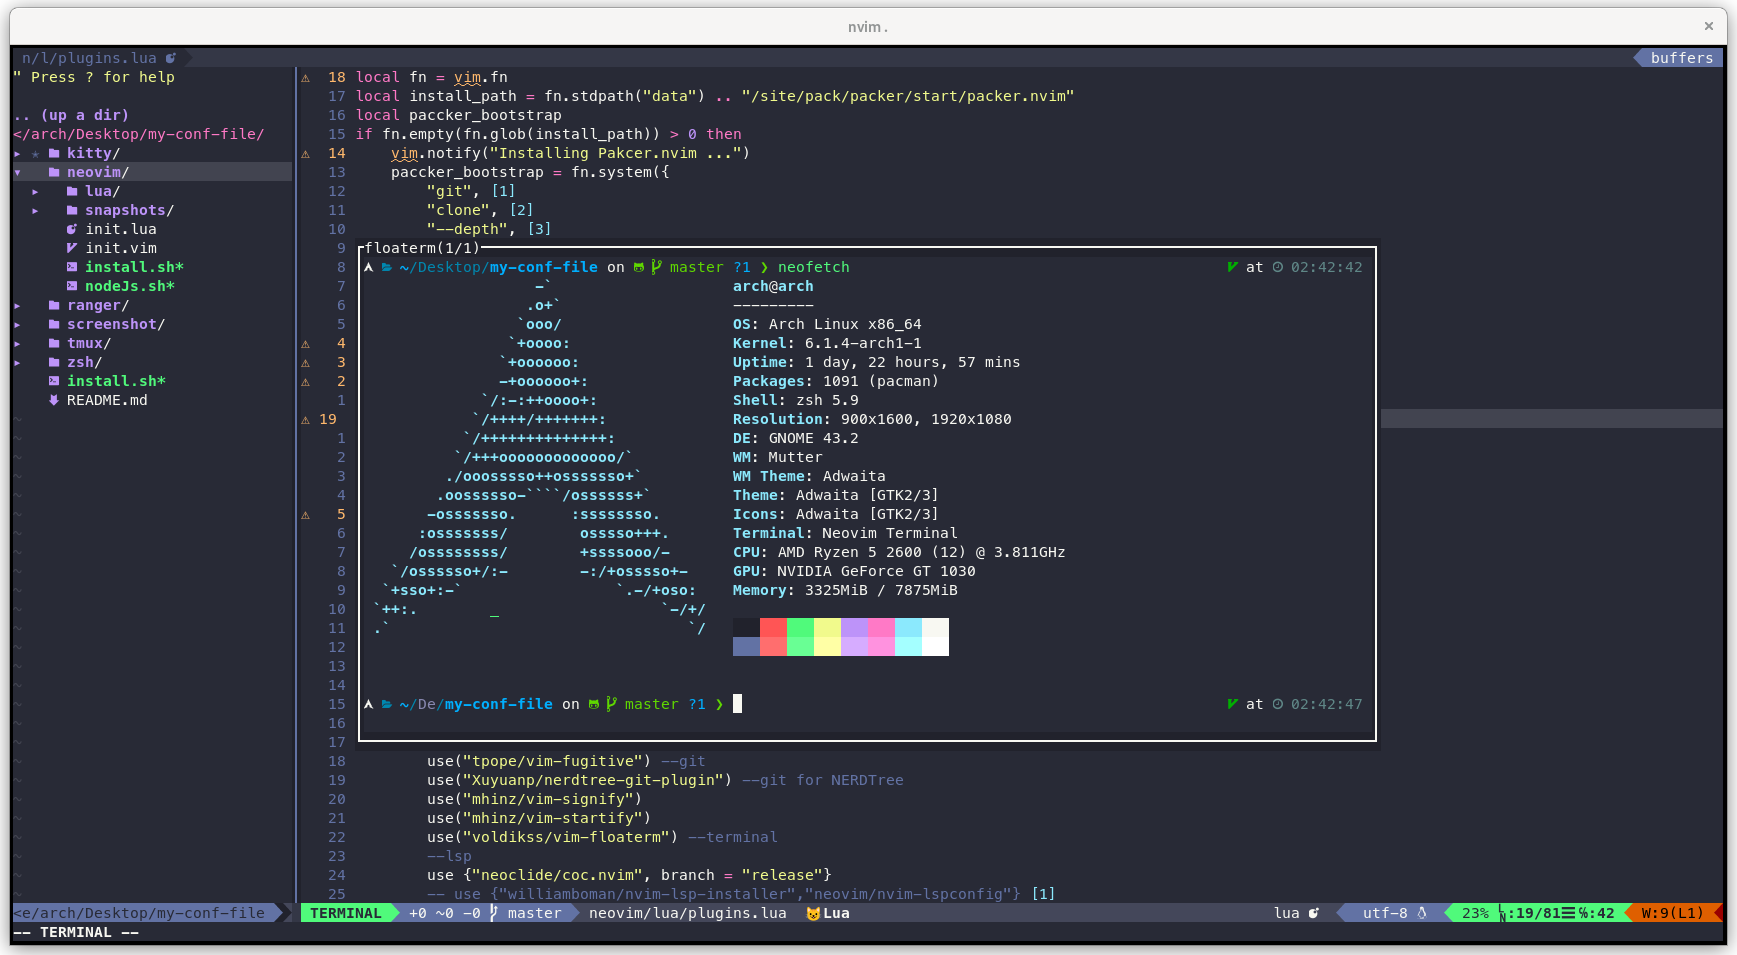 nvim .
n/l/plugins.lua
buffers
" Press ? for help
.. (up a dir)
</arch/Desktop/my-conf-file/
▸ ★ kitty/
▾ neovim/
▸ lua/
▸ snapshots/
init.lua
init.vim
install.sh*
nodeJs.sh*
▸ ranger/
▸ screenshot/
▸ tmux/
▸ zsh/
install.sh*
README.md
⚠ 18 local fn = vim.fn
17 local install_path = fn.stdpath("data") .. "/site/pack/packer/start/packer.nvim"
16 local paccker_bootstrap
15 if fn.empty(fn.glob(install_path)) > 0 then
⚠ 14 vim.notify("Installing Pakcer.nvim ...")
13 paccker_bootstrap = fn.system({
12 "git", [1]
11 "clone", [2]
10 "--depth", [3]
9
8
7
6
5
⚠ 4
⚠ 3
⚠ 2
1
⚠ 19
1
2
3
4
⚠ 5
6
7
8
9
10
11
12
13
14
15
16
17
floaterm(1/1)
~/Desktop/my-conf-file on master ?1 ❯ neofetch at 02:42:42
-`
.o+`
`ooo/
`+oooo:
`+oooooo:
-+oooooo+:
`/:-:++oooo+:
`/++++/+++++++:
`/++++++++++++++:
`/+++ooooooooooooo/`
./ooosssso++osssssso+`
.oossssso-````/ossssss+`
-osssssso. :ssssssso.
:osssssss/ osssso+++.
/ossssssss/ +ssssooo/-
`/ossssso+/:- -:/+osssso+-
`+sso+:-` `.-/+oso:
`++:. _ `-/+/
.` `/
arch@arch
---------
OS: Arch Linux x86_64
Kernel: 6.1.4-arch1-1
Uptime: 1 day, 22 hours, 57 mins
Packages: 1091 (pacman)
Shell: zsh 5.9
Resolution: 900x1600, 1920x1080
DE: GNOME 43.2
WM: Mutter
WM Theme: Adwaita
Theme: Adwaita [GTK2/3]
Icons: Adwaita [GTK2/3]
Terminal: Neovim Terminal
CPU: AMD Ryzen 5 2600 (12) @ 3.811GHz
GPU: NVIDIA GeForce GT 1030
Memory: 3325MiB / 7875MiB
~/De/my-conf-file on master ?1 ❯ at 02:42:47
18 use("tpope/vim-fugitive") --git
19 use("Xuyuanp/nerdtree-git-plugin") --git for NERDTree
20 use("mhinz/vim-signify")
21 use("mhinz/vim-startify")
22 use("voldikss/vim-floaterm") --terminal
23 --lsp
24 use {"neoclide/coc.nvim", branch = "release"}
25 -- use {"williamboman/nvim-lsp-installer","neovim/nvim-lspconfig"} [1]
<e/arch/Desktop/my-conf-file
TERMINAL +0 ~0 -0 master neovim/lua/plugins.lua 😺Lua lua utf-8 23% :19/81☰ ℅:42 W:9(L1)
-- TERMINAL --